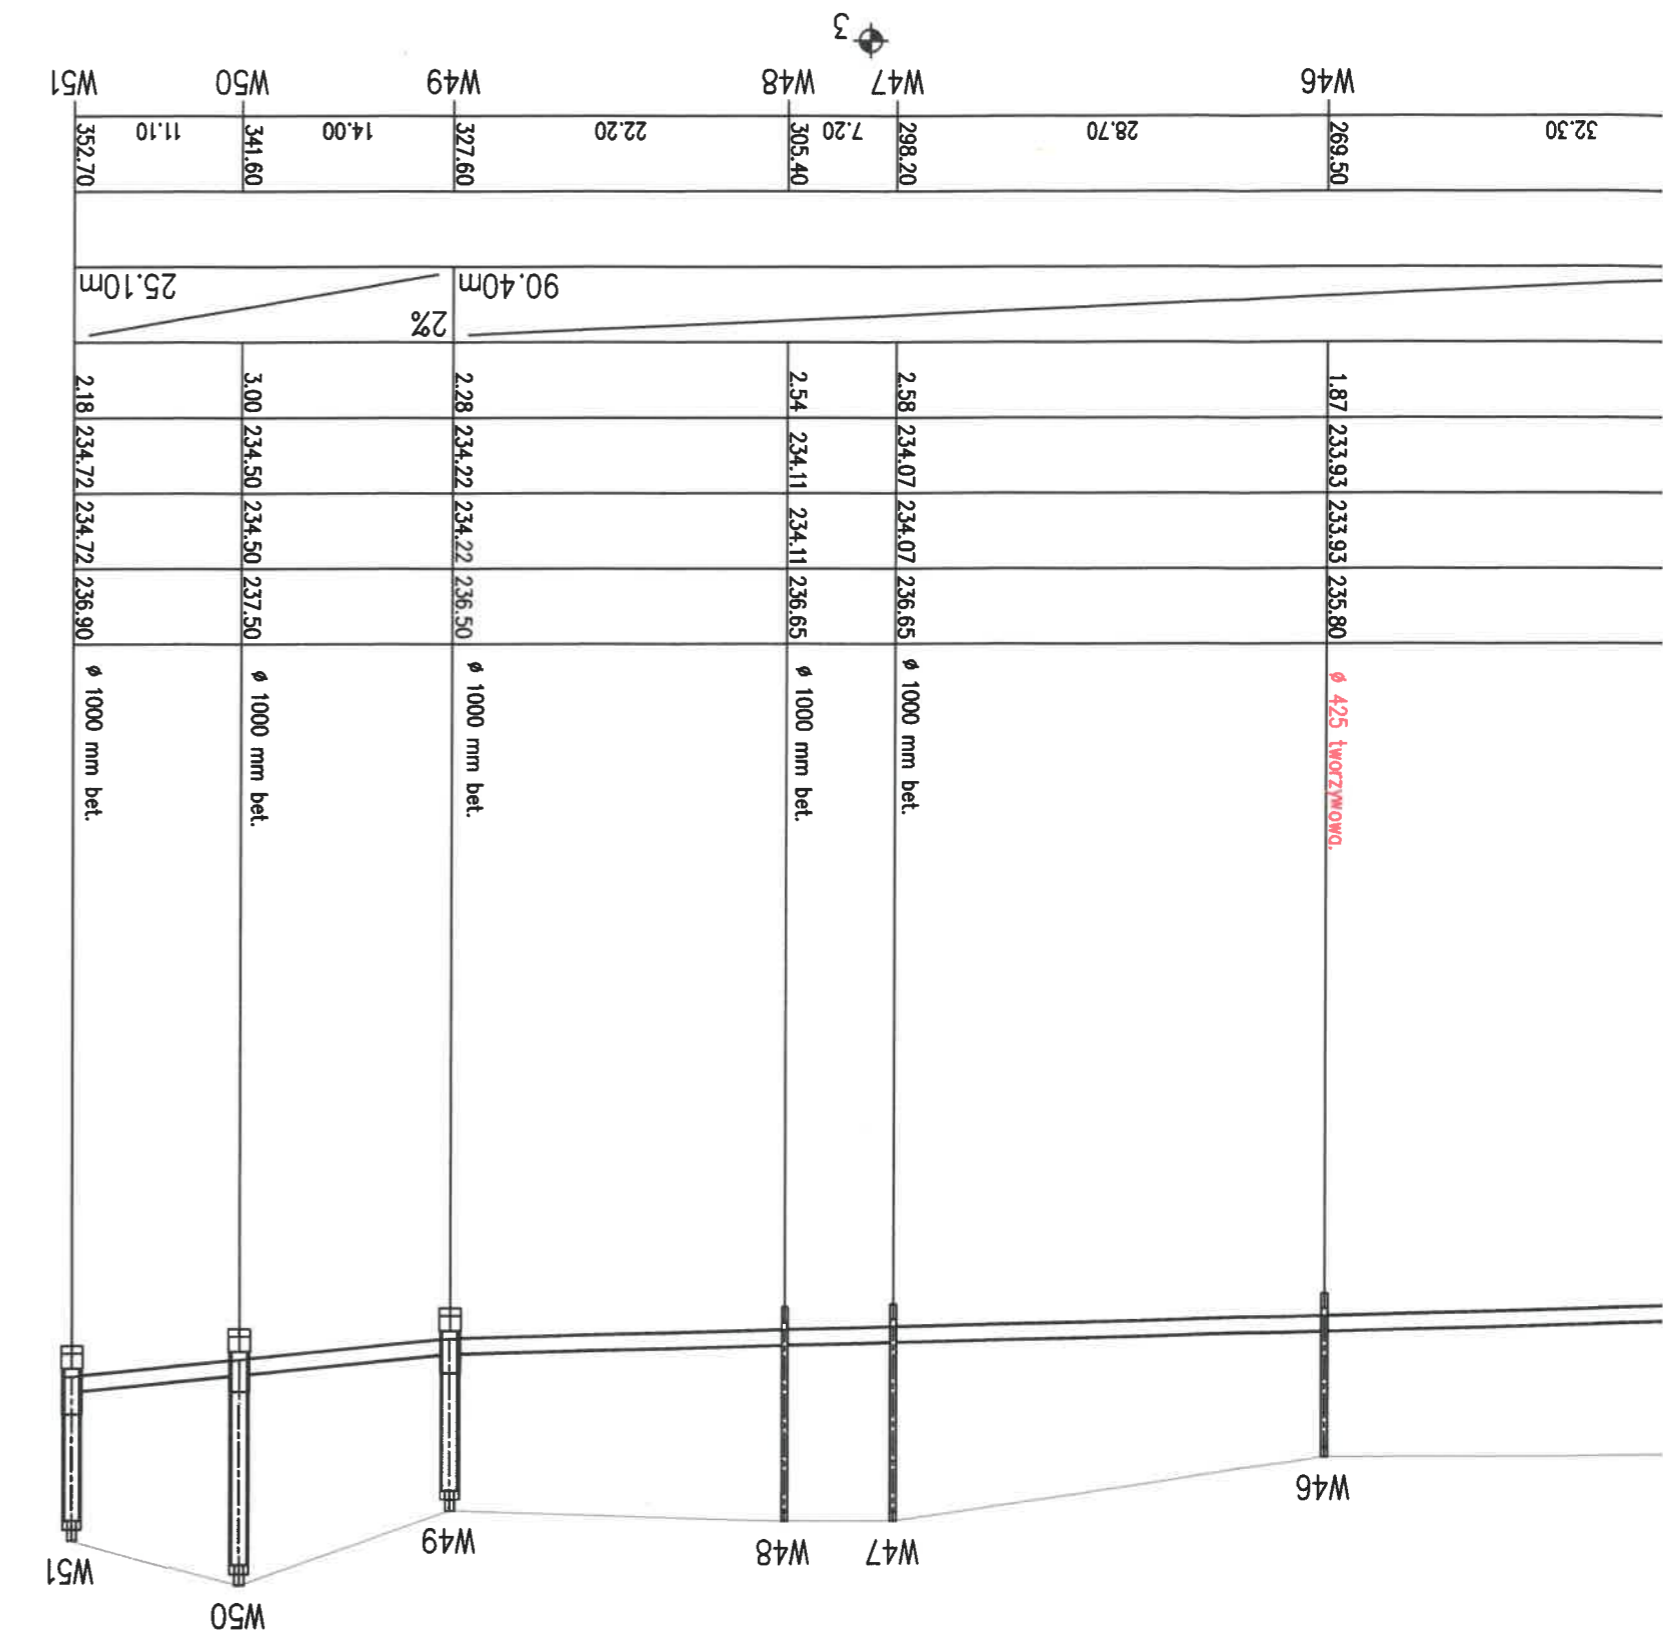 W50
W51
W47 W48
W49
W46
ø 425 tworzywowa.
ø 1000 mm bet.
ø 1000 mm bet.
ø 1000 mm bet.
ø 1000 mm bet.
ø 1000 mm bet.
235.80 236.65 236.65 236.50 237.50 236.90
233.93 234.07 234.11 234.22 234.50 234.72
233.93 234.07 234.11 234.22 234.50 234.72
1.87 2.58 2.54 2.28 3.00 2.18
2%
90.40m 25.10m
269.50 298.20 305.40 327.60 341.60 352.70
32.30 28.70 7.20 22.20 14.00 11.10
W46 W47 W48 W49 W50 W51
3